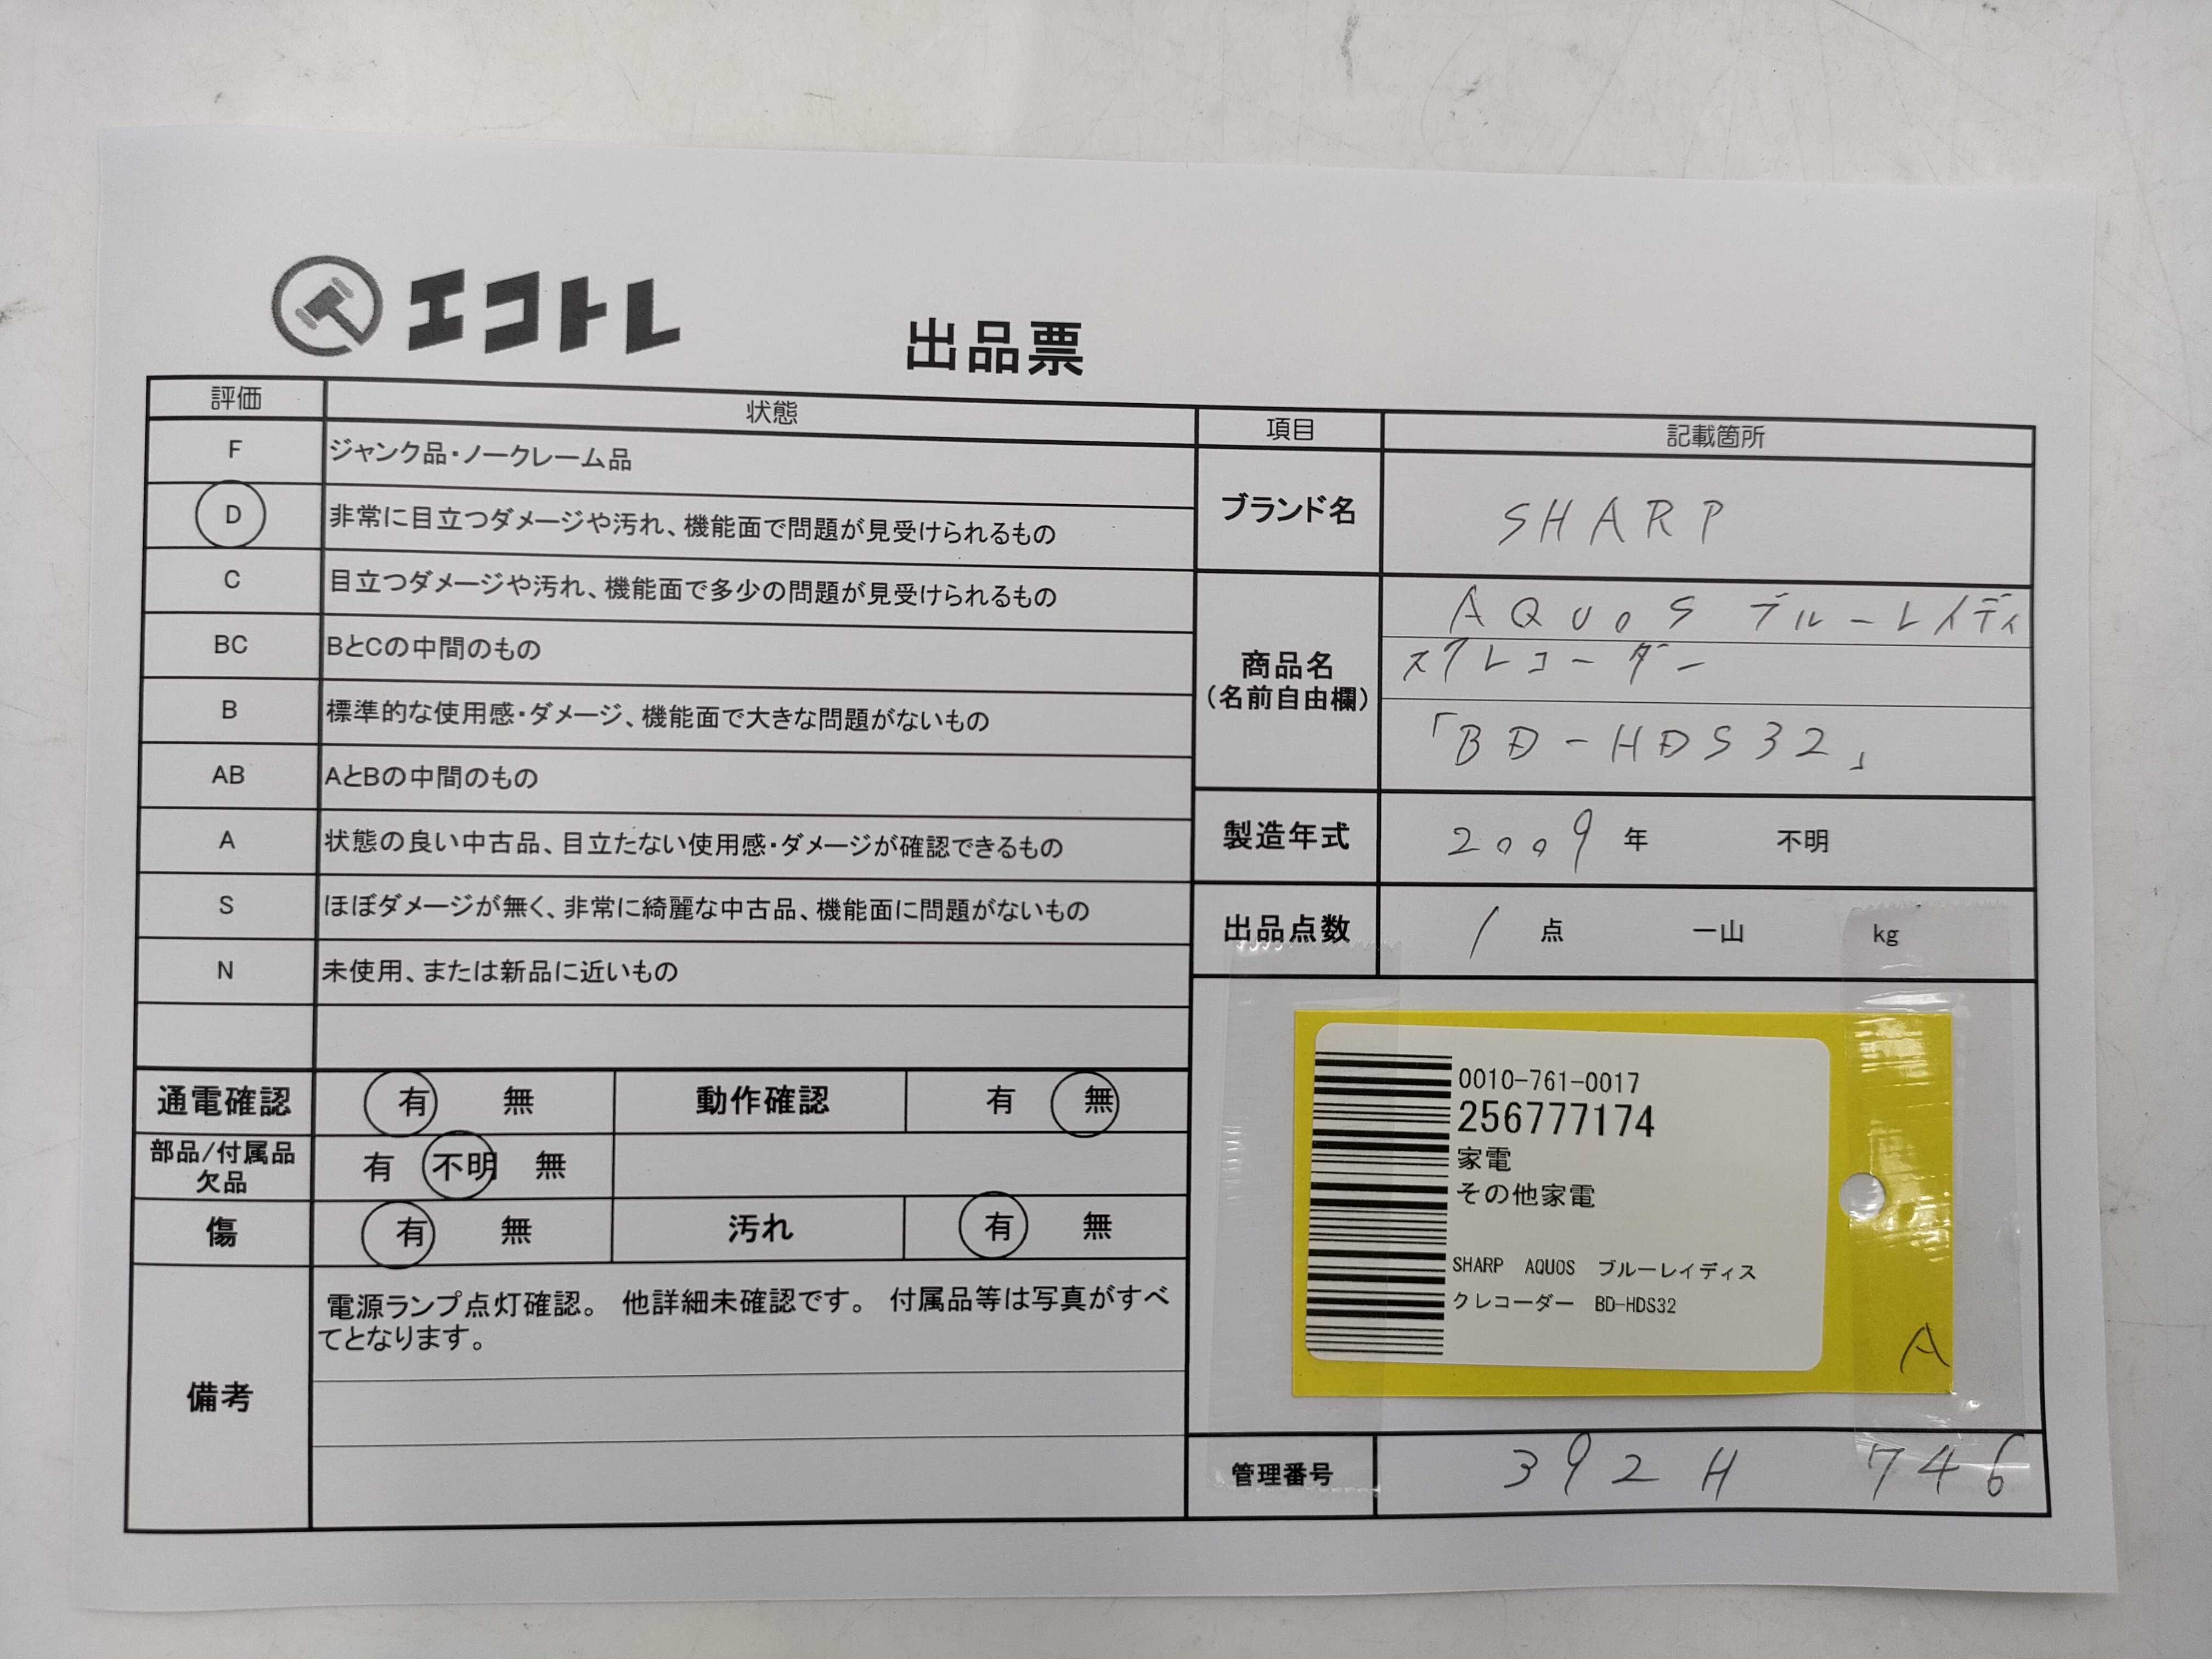 エコトレ
出品票
評価 状態
F ジャンク品・ノークレーム品
D 非常に目立つダメージや汚れ、機能面で問題が見受けられるもの
C 目立つダメージや汚れ、機能面で多少の問題が見受けられるもの
BC BとCの中間のもの
B 標準的な使用感・ダメージ、機能面で大きな問題がないもの
AB AとBの中間のもの
A 状態の良い中古品、目立たない使用感・ダメージが確認できるもの
S ほぼダメージが無く、非常に綺麗な中古品、機能面に問題がないもの
N 未使用、または新品に近いもの
通電確認 有 無 動作確認 有 無
部品/付属品
欠品
有 不明 無
傷 有 無 汚れ 有 無
備考
電源ランプ点灯確認。 他詳細未確認です。 付属品等は写真がすべ
てとなります。
項目 記載箇所
ブランド名 SHARP
商品名
(名前自由欄)
AQUOS ブルーレイディ
スクレコーダー
「BD-HDS32」
製造年式 2009 年 不明
出品点数 1 点 一山 kg
0010-761-0017
256777174
家電
その他家電
SHARP AQUOS ブルーレイディス
クレコーダー BD-HDS32
A
管理番号 392H 746